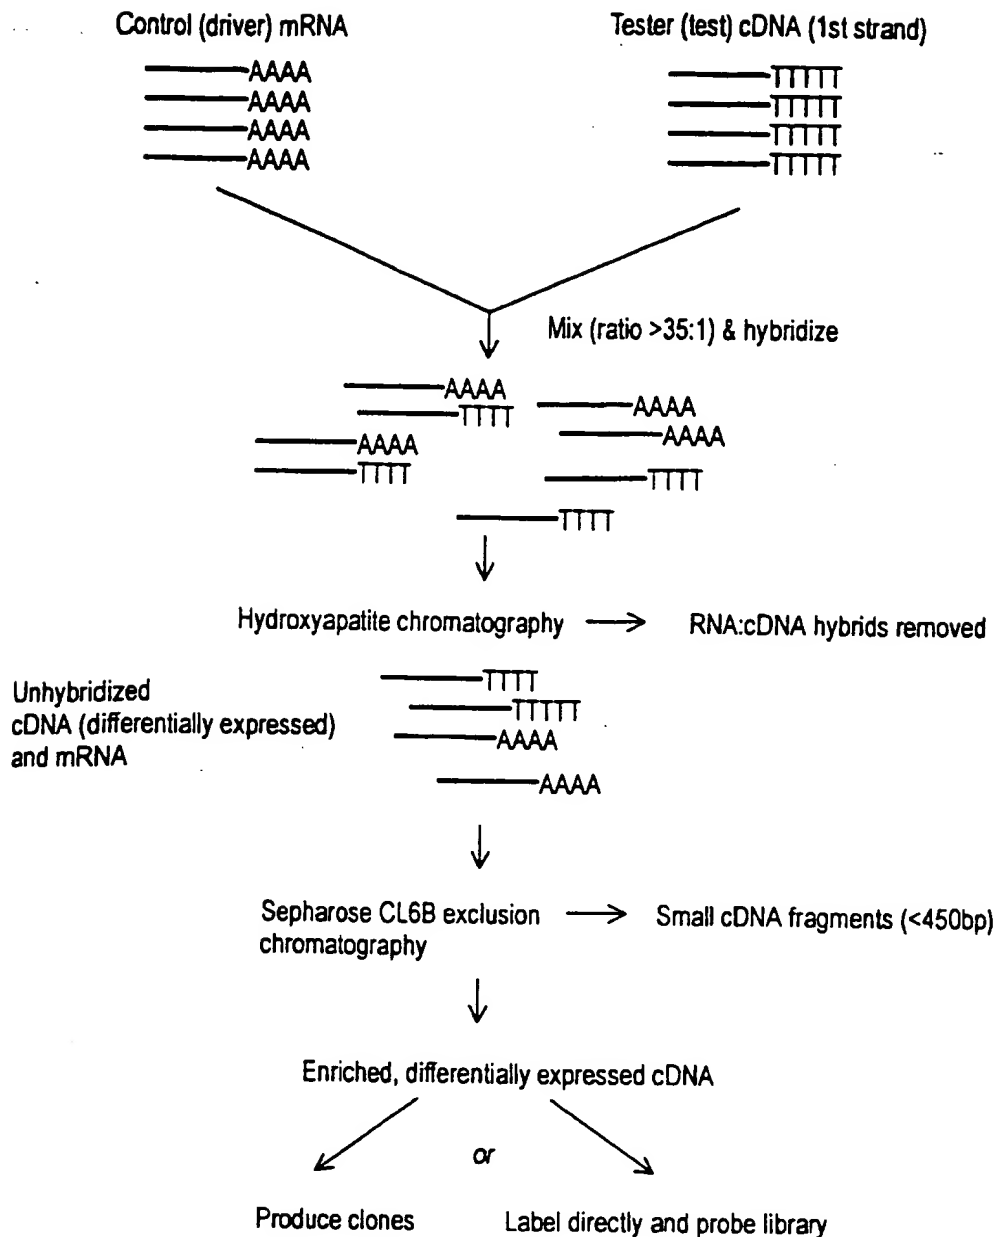 Control (driver) mRNA
Tester (test) cDNA (1st strand)
AAAA
TTTTT
AAAA
TTTTT
AAAA
TTTTT
AAAA
TTTTT
Mix (ratio >35:1) & hybridize
AAAA
TTTT
AAAA
AAAA
AAAA
TTTT
TTTT
TTTT
Hydroxyapatite chromatography
RNA:cDNA hybrids removed
Unhybridized
cDNA (differentially expressed)
and mRNA
TTTT
TTTTT
AAAA
AAAA
Sepharose CL6B exclusion
chromatography
Small cDNA fragments (<450bp)
Enriched, differentially expressed cDNA
or
Produce clones
Label directly and probe library